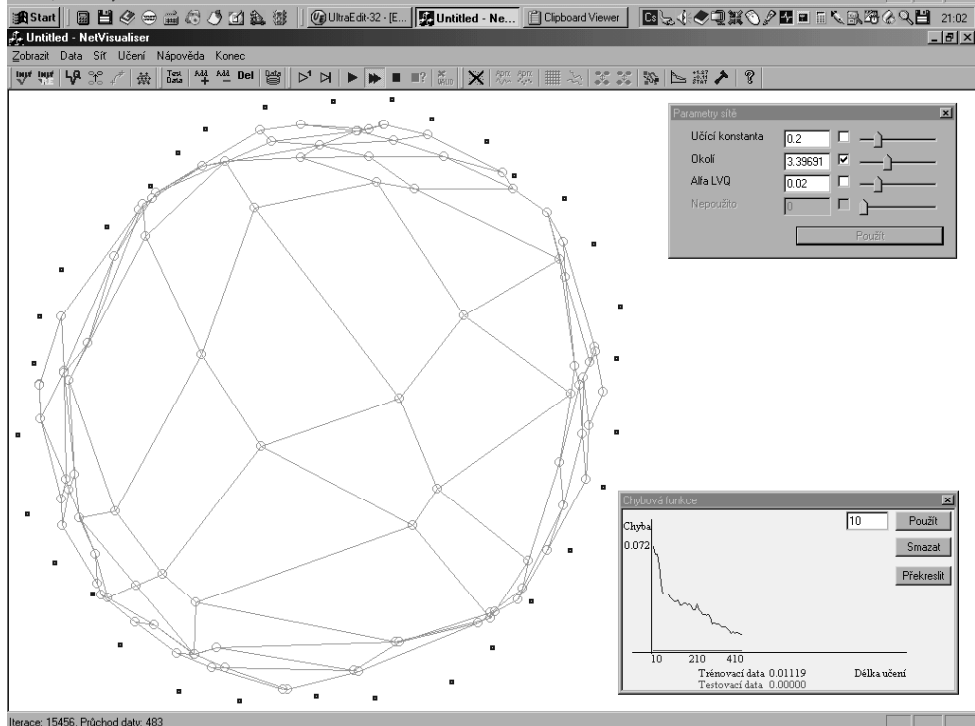 Start UltraEdit-32 - [E... Untitled - Ne... Clipboard Viewer Cs 21:02
Untitled - NetVisualiser
Zobrazit Data Síť Učení Nápověda Konec
Test Data Add Add Del Data
Parametry sítě
Učící konstanta 0.2
Okolí 3.39691
Alfa LVQ 0.02
Nepoužito 0
Použít
Chybová funkce
Chyba 10 Použít
0.072 Smazat
Překreslit
10 210 410
Trénovací data 0.01119 Délka učení
Testovací data 0.00000
Iterace: 15456, Průchod daty: 483